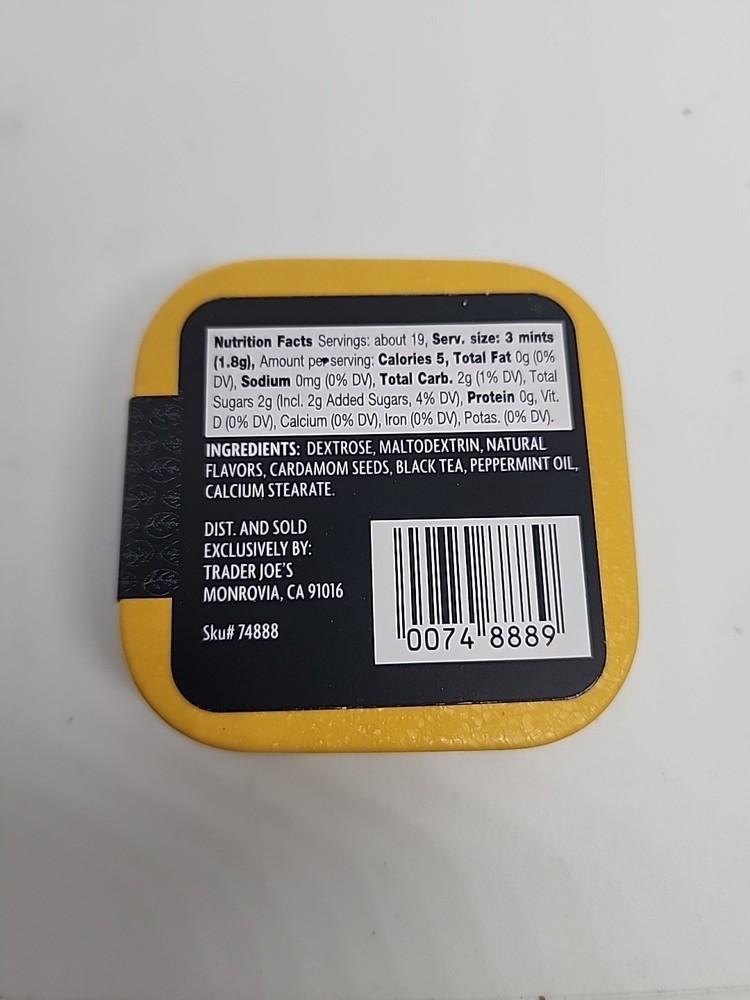 Nutrition Facts Servings: about 19, Serv. size: 3 mints
(1.8g), Amount per serving: Calories 5, Total Fat 0g (0%
DV), Sodium 0mg (0% DV), Total Carb. 2g (1% DV), Total
Sugars 2g (Incl. 2g Added Sugars, 4% DV), Protein 0g, Vit.
D (0% DV), Calcium (0% DV), Iron (0% DV), Potas. (0% DV).
INGREDIENTS: DEXTROSE, MALTODEXTRIN, NATURAL
FLAVORS, CARDAMOM SEEDS, BLACK TEA, PEPPERMINT OIL,
CALCIUM STEARATE.
DIST. AND SOLD
EXCLUSIVELY BY:
TRADER JOE'S
MONROVIA, CA 91016
Sku# 74888
0074 8889